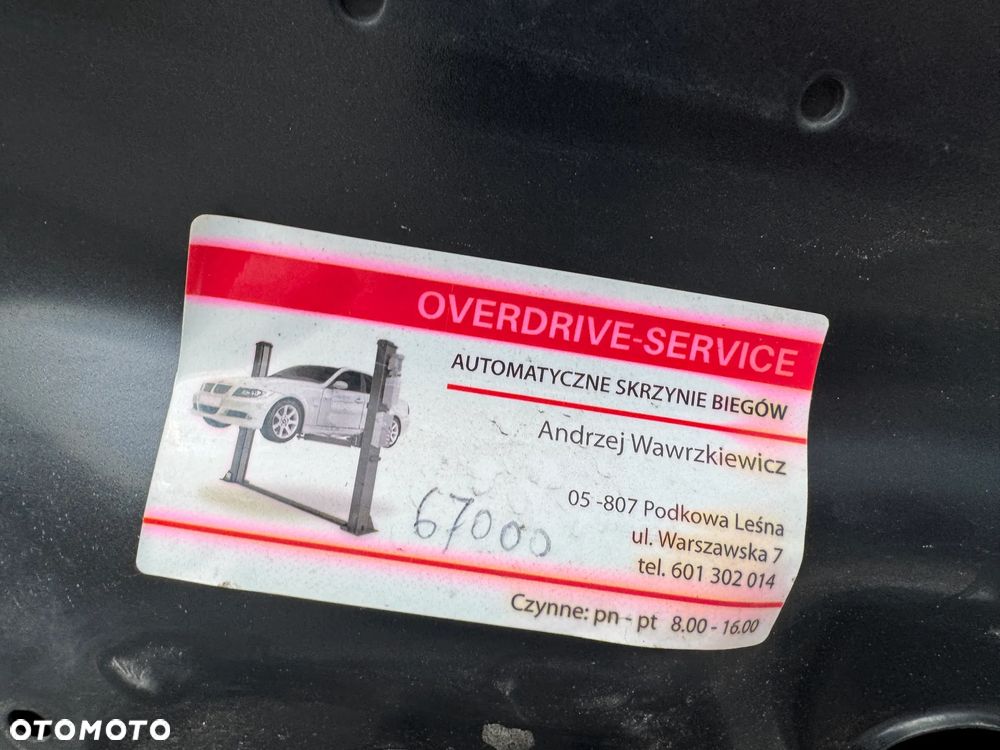 OVERDRIVE-SERVICE
AUTOMATYCZNE SKRZYNIE BIEGÓW
Andrzej Wawrzkiewicz
05 -807 Podkowa Leśna
ul. Warszawska 7
tel. 601 302 014
67000
Czynne: pn - pt 8.00 - 16.00
OTOMOTO